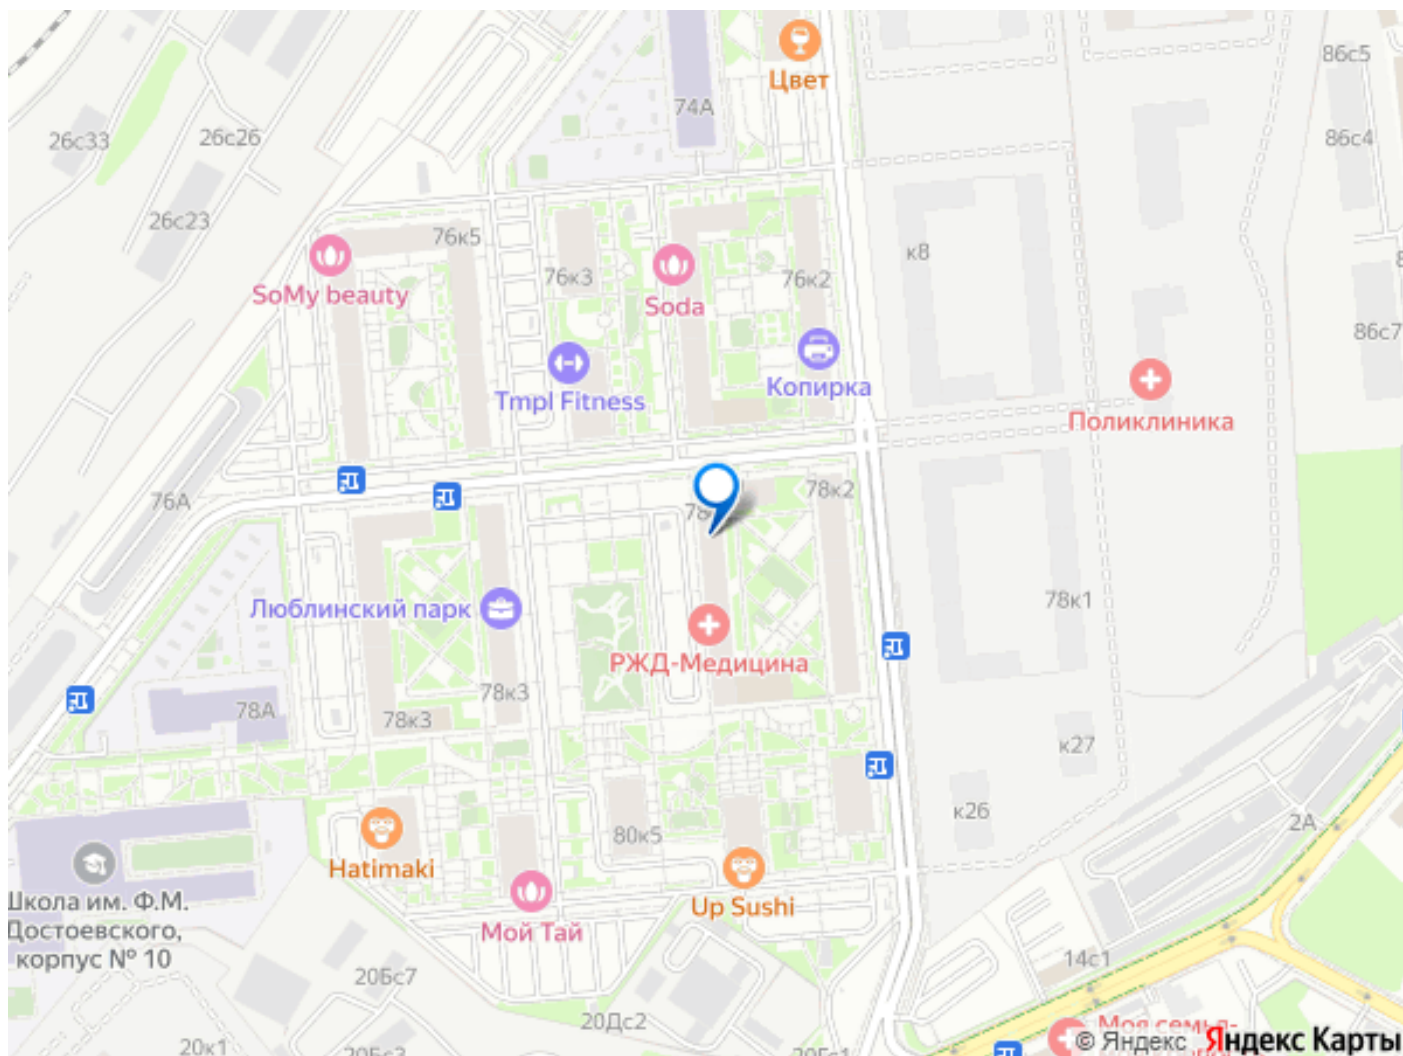 Цвет
86с5
74А
26с33
26с26
86с4
26с23
76к5
к8
76к3
76к2
SoMy beauty
Soda
86с7
Копирка
Tmpl Fitness
Поликлиника
76А
78к2
78к1
Люблинский парк
РЖД-Медицина
78к3
78А
78к3
к27
к26
2А
80к5
Hatimaki
Школа им. Ф.М.
Достоевского,
корпус № 10
Up Sushi
Мой Тай
14с1
20Бс7
20Дс2
Моя семья-
20к1
© Яндекс Яндекс Карты